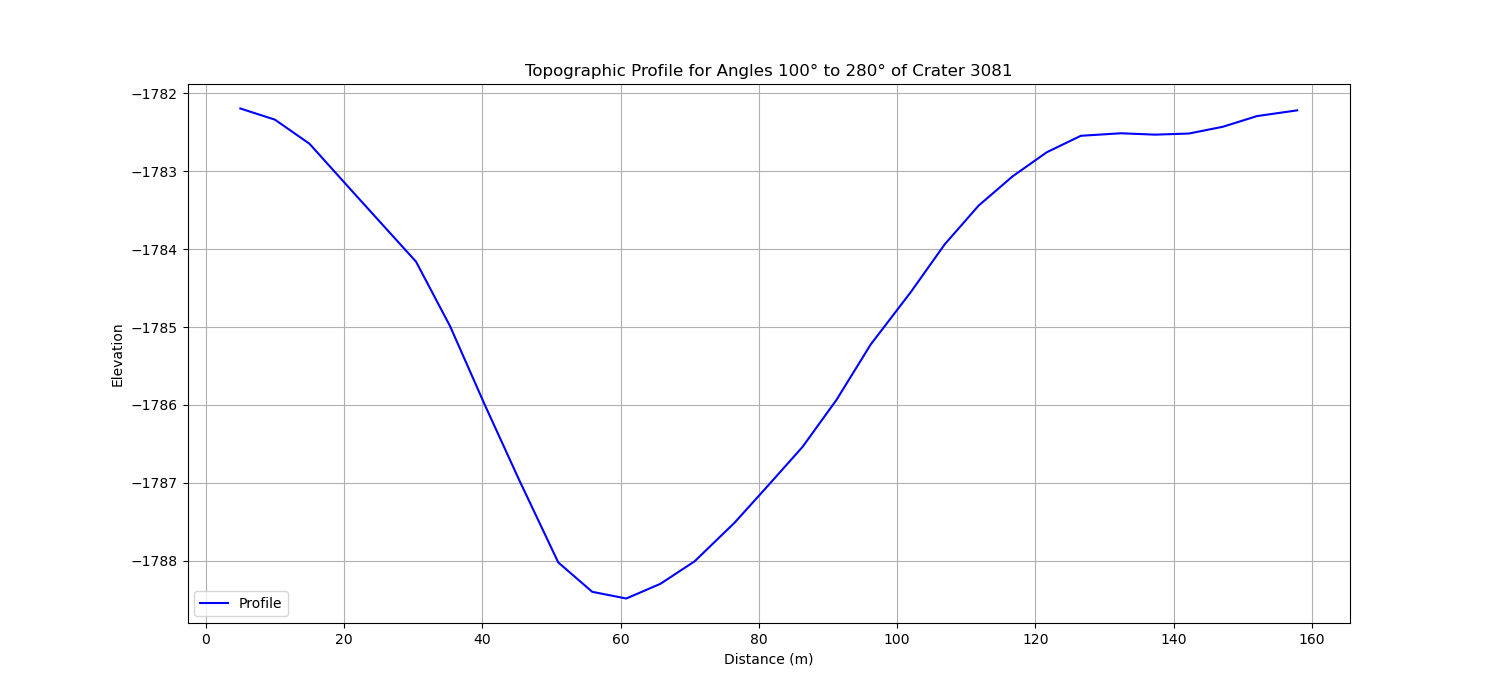 Topographic Profile for Angles 100° to 280° of Crater 3081
Elevation
−1782
−1783
−1784
−1785
−1786
−1787
−1788
Profile
0 20 40 60 80 100 120 140 160
Distance (m)